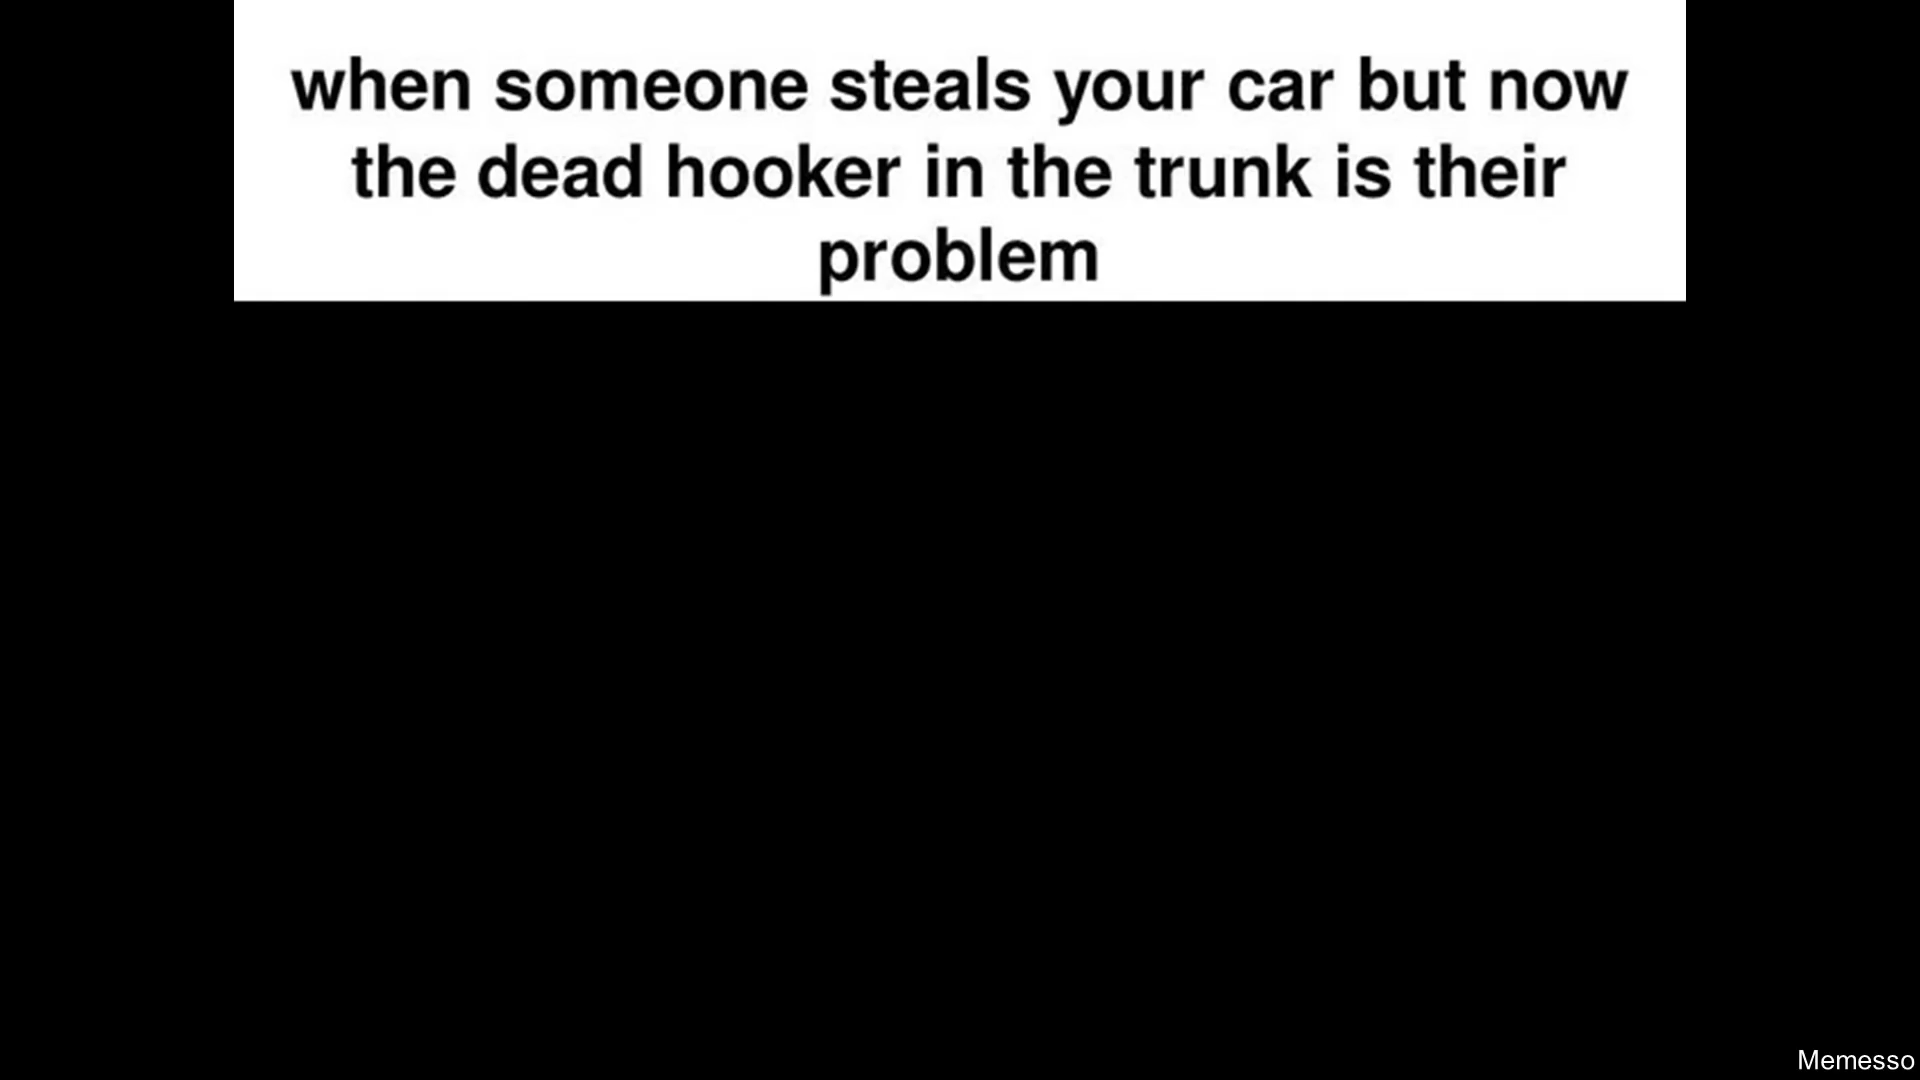 when someone steals your car but now
the dead hooker in the trunk is their
problem
Memesso